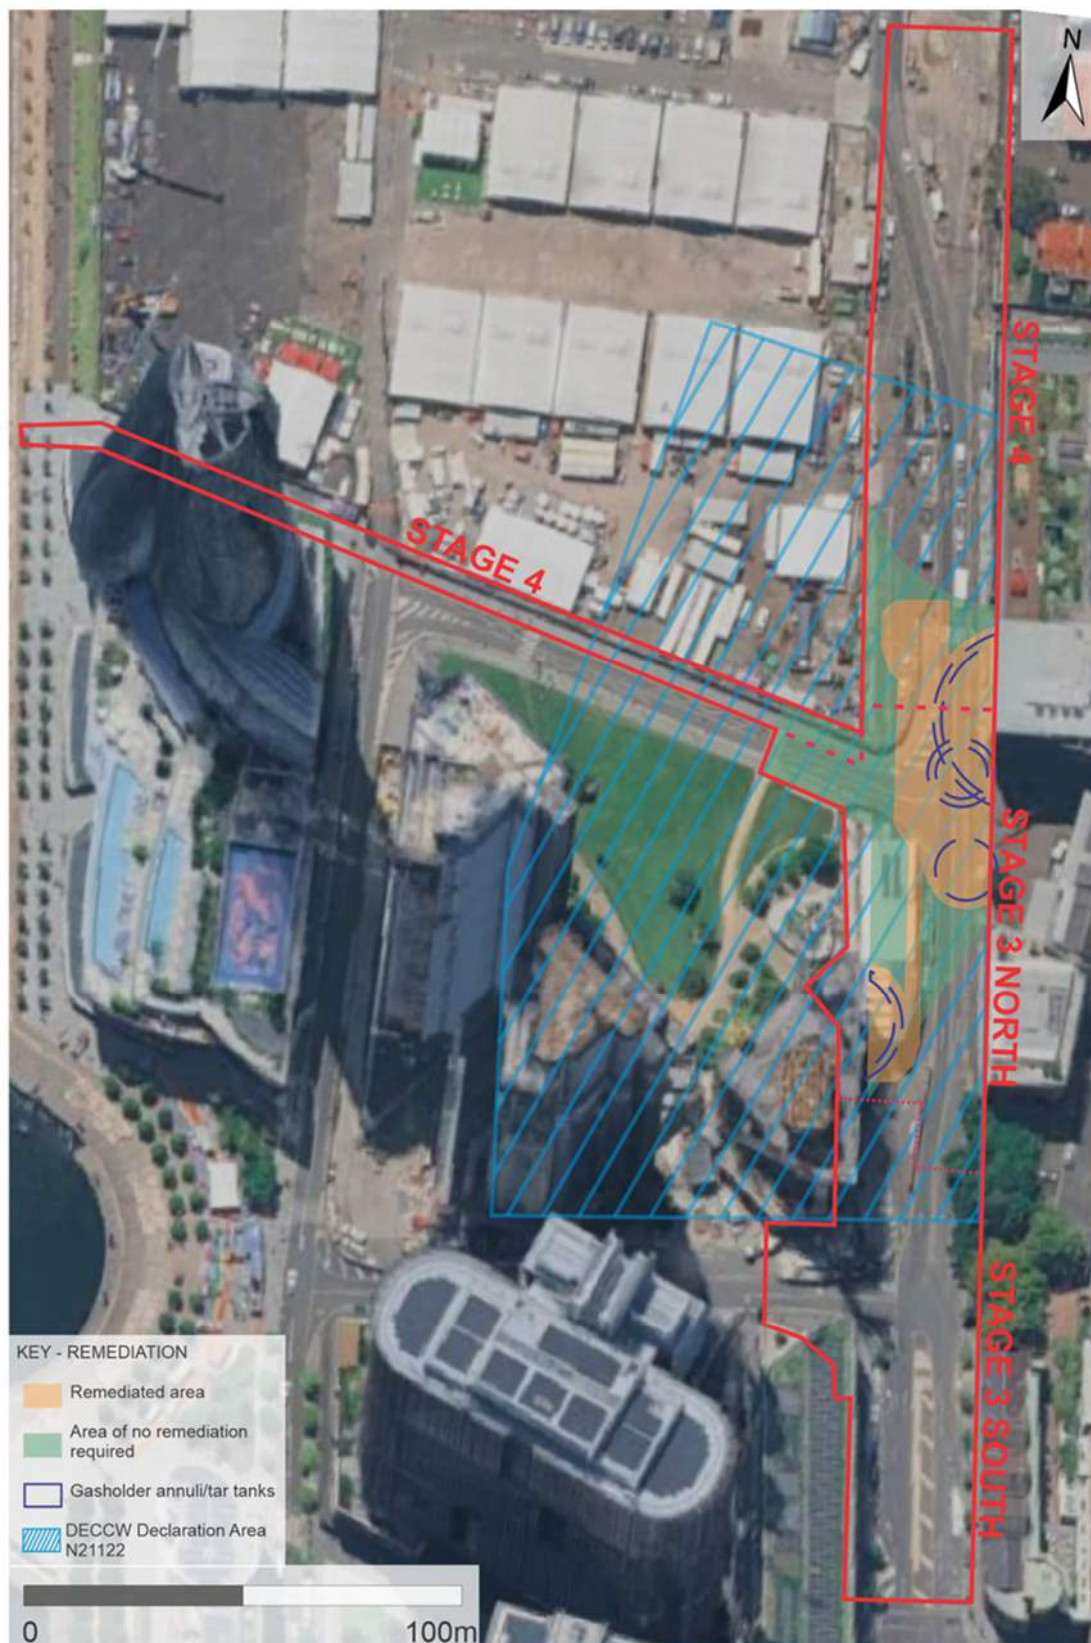 N
STAGE 4
STAGE 4
STAGE 3 NORTH
STAGE 3 SOUTH
KEY - REMEDIATION
Remediated area
Area of no remediation
required
Gasholder annuli/tar tanks
DECCW Declaration Area
N21122
0 100m